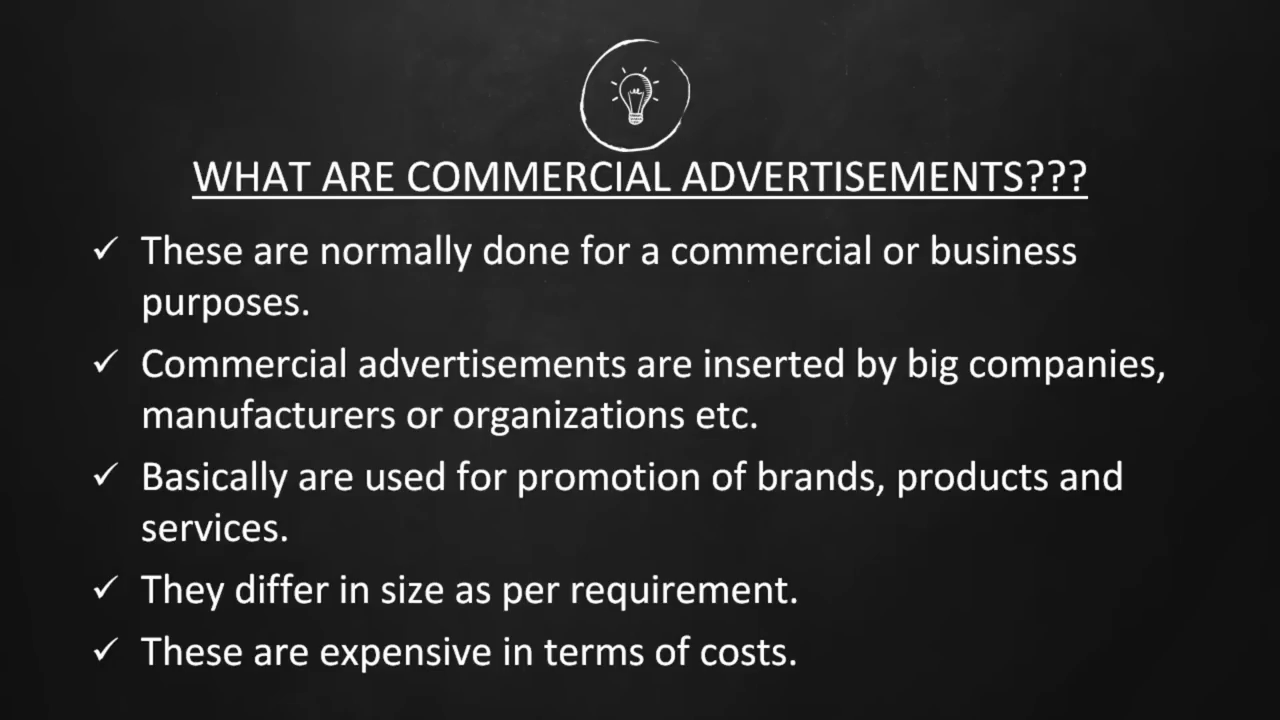 WHAT ARE COMMERCIAL ADVERTISEMENTS???
✓ These are normally done for a commercial or business
purposes.
✓ Commercial advertisements are inserted by big companies,
manufacturers or organizations etc.
✓ Basically are used for promotion of brands, products and
services.
✓ They differ in size as per requirement.
✓ These are expensive in terms of costs.